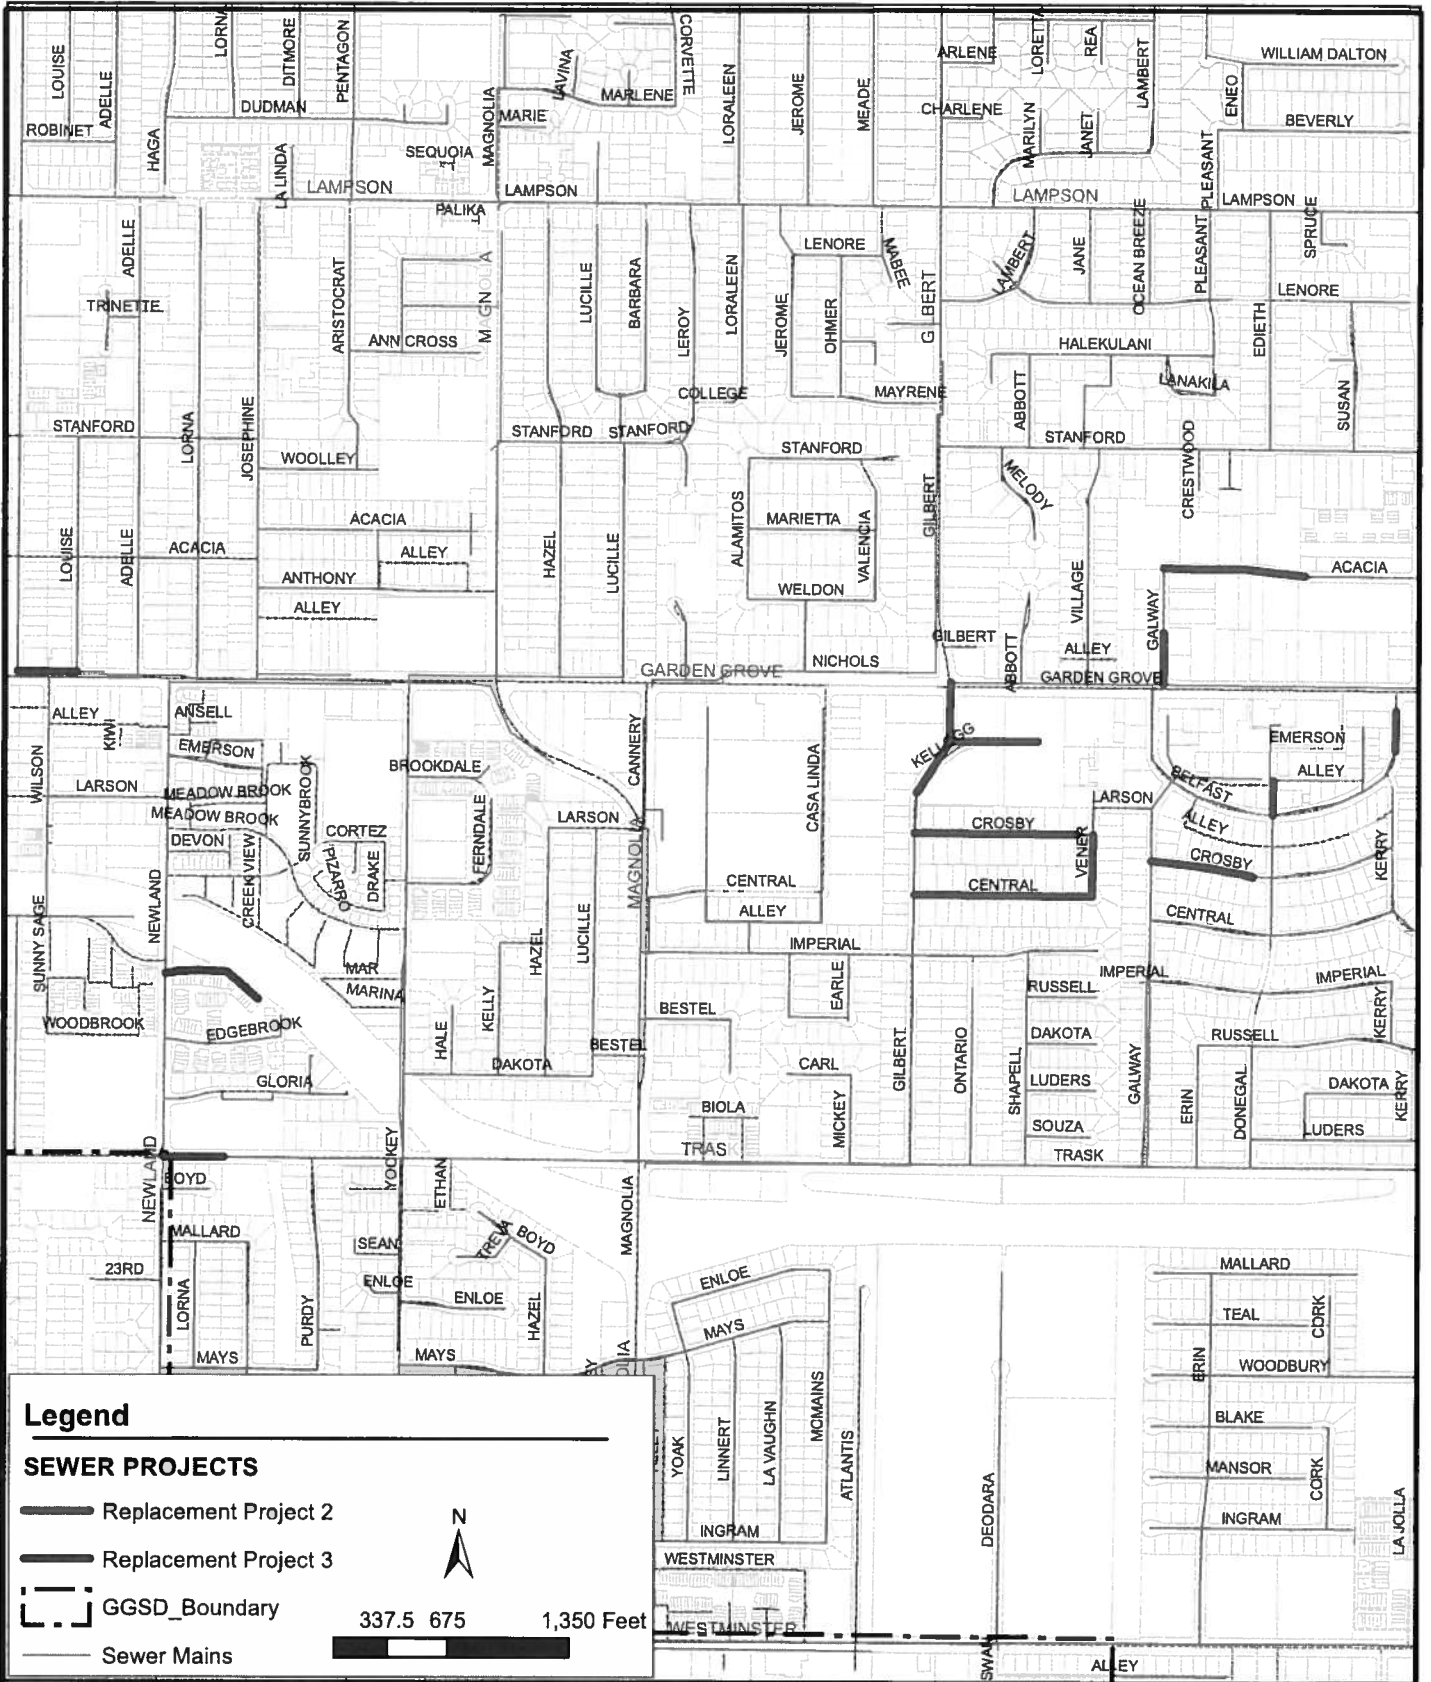 LOUISE
ADELLE
ROBINET
HAGA
LORNA
DITMORE
PENTAGON
DUDMAN
LA LINDA
LAMPSON
SEQUOIA
MAGNOLIA
LAVINA
MARIE
MARLENE
CORVETTE
LORALEEN
JEROME
MEADE
LAMPSON
ARLENE
LORETTA
REA
LAMBERT
CHARLENE
MARILYN
JANET
LAMPSON
PLEASANT
ENEO
WILLIAM DALTON
BEVERLY
LAMPSON
SPRUCE
PALIKA
ADELLE
TRINETTE
ARISTOCRAT
ANN CROSS
LUCILLE
BARBARA
LEROY
LORALEEN
JEROME
LENORE
MABEE
OHMER
G BERT
LAMBERT
JANE
OCEAN BREEZE
PLEASANT
LENORE
EDIETH
HALEKULANI
LANAKILA
SUSAN
COLLEGE
MAYRENE
ABBOTT
STANFORD
LORNA
JOSEPHINE
WOOLLEY
STANFORD
STANFORD
STANFORD
STANFORD
CRESTWOOD
MELODY
GILBERT
ALAMITOS
MARIETTA
VALENCIA
WELDON
LOUISE
ADELLE
ACACIA
ACACIA
ALLEY
ANTHONY
ALLEY
HAZEL
LUCILLE
VILLAGE
GALWAY
ACACIA
GILBERT
ABBOTT
ALLEY
NICHOLS
GARDEN GROVE
GARDEN GROVE
ALLEY
KIWI
ANSELL
EMERSON
WILSON
LARSON
MEADOW BROOK
MEADOW BROOK
SUNNYBROOK
DEVON
CORTEZ
PIZARRO
DRAKE
CREEKVIEW
NEWLAND
SUNNY SAGE
BROOKDALE
FERNDALE
CANNERY
LARSON
MAGNOLIA
CASA LINDA
CENTRAL
ALLEY
KELLOGG
CROSBY
CENTRAL
LARSON
BELFAST
EMERSON
ALLEY
ALLEY
CROSBY
KERRY
CENTRAL
IMPERIAL
IMPERIAL
IMPERIAL
HAZEL
LUCILLE
MAR
MARINA
WOODBROOK
EDGEBROOK
GLORIA
HALE
KELLY
DAKOTA
BESTEL
BESTEL
EARLE
CARL
BIOLA
MICKEY
GILBERT
ONTARIO
SHAPELL
RUSSELL
DAKOTA
LUDERS
SOUZA
TRASK
GALWAY
ERIN
DONEGAL
RUSSELL
KERRY
DAKOTA
LUDERS
KERRY
TRAS
NEWLAND
BOYD
MALLARD
23RD
LORNA
MAYS
PURDY
YOCKEY
SEAN
ENLOE
ENLOE
ETHAN
TREVA
BOYD
HAZEL
MAYS
MAGNOLIA
ENLOE
MAYS
YOAK
LINNERT
LA VAUGHN
MCMAINS
ATLANTIS
INGRAM
WESTMINSTER
WESTMINSTER
DEODARA
SWAN
ALLEY
MALLARD
TEAL
CORK
ERIN
WOODBURY
BLAKE
MANSOR
CORK
INGRAM
LA JOLLA
Legend
SEWER PROJECTS
Replacement Project 2
Replacement Project 3
GGSD_Boundary
Sewer Mains
N
337.5 675 1,350 Feet